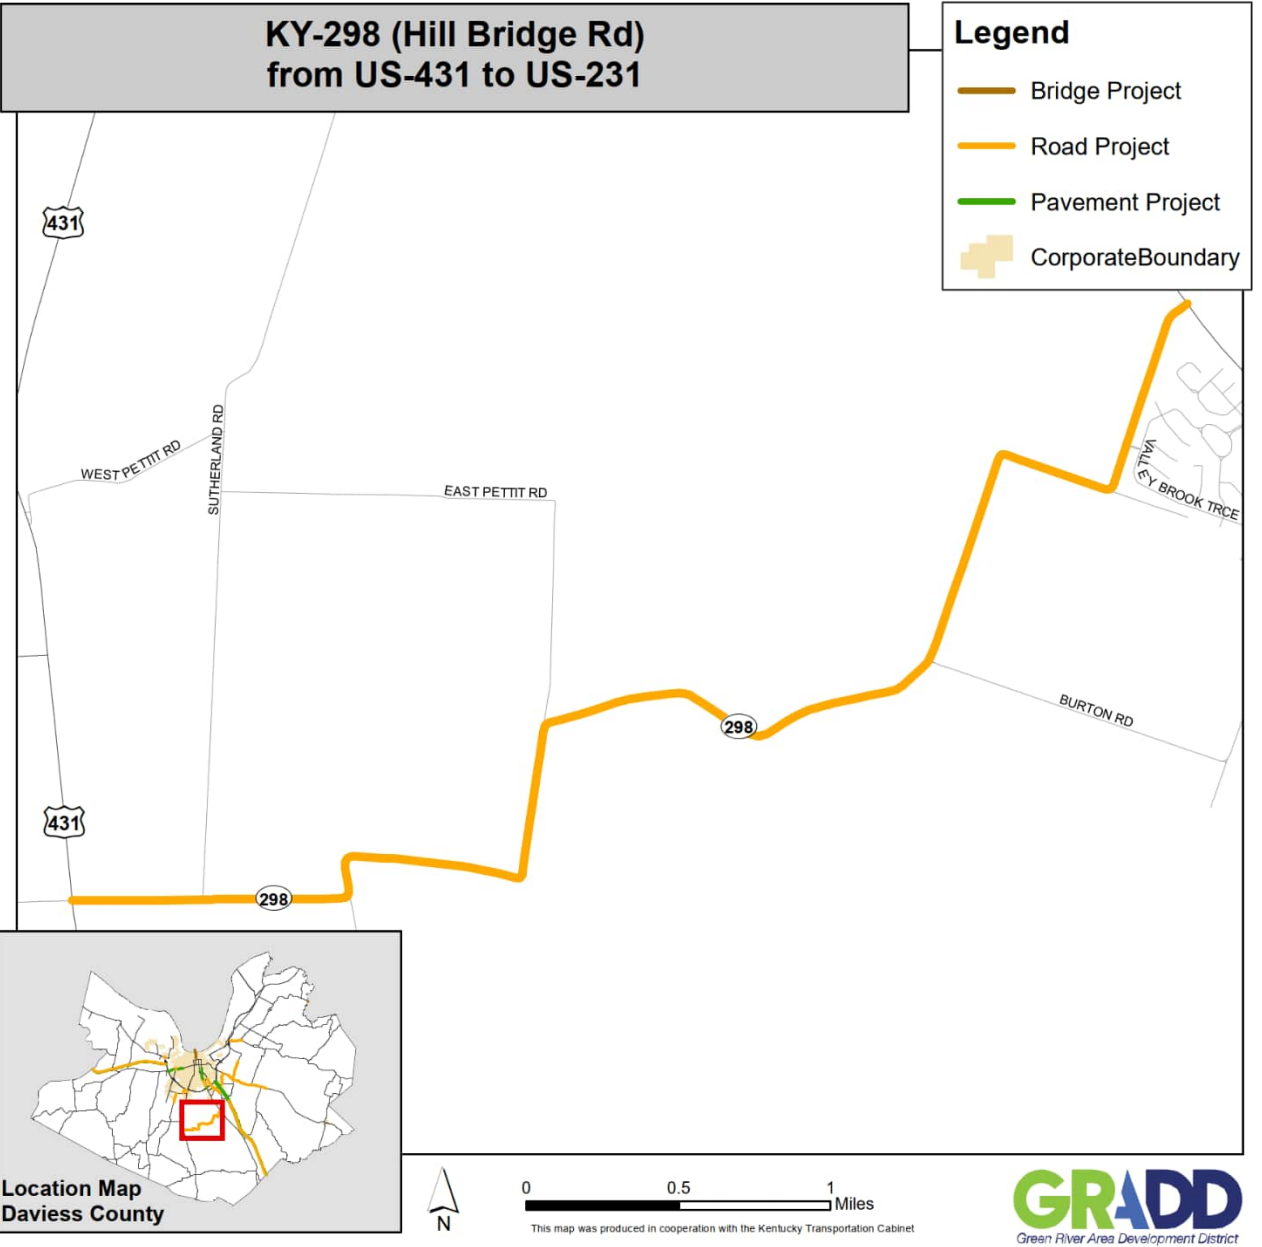 KY-298 (Hill Bridge Rd)
from US-431 to US-231
Legend
Bridge Project
Road Project
Pavement Project
CorporateBoundary
431
SUTHERLAND RD
WEST PETTIT RD
EAST PETTIT RD
VALLEY BROOK TRCE
298
BURTON RD
431
298
Location Map
Daviess County
N
0 0.5 1
Miles
This map was produced in cooperation with the Kentucky Transportation Cabinet
GRADD
Green River Area Development District